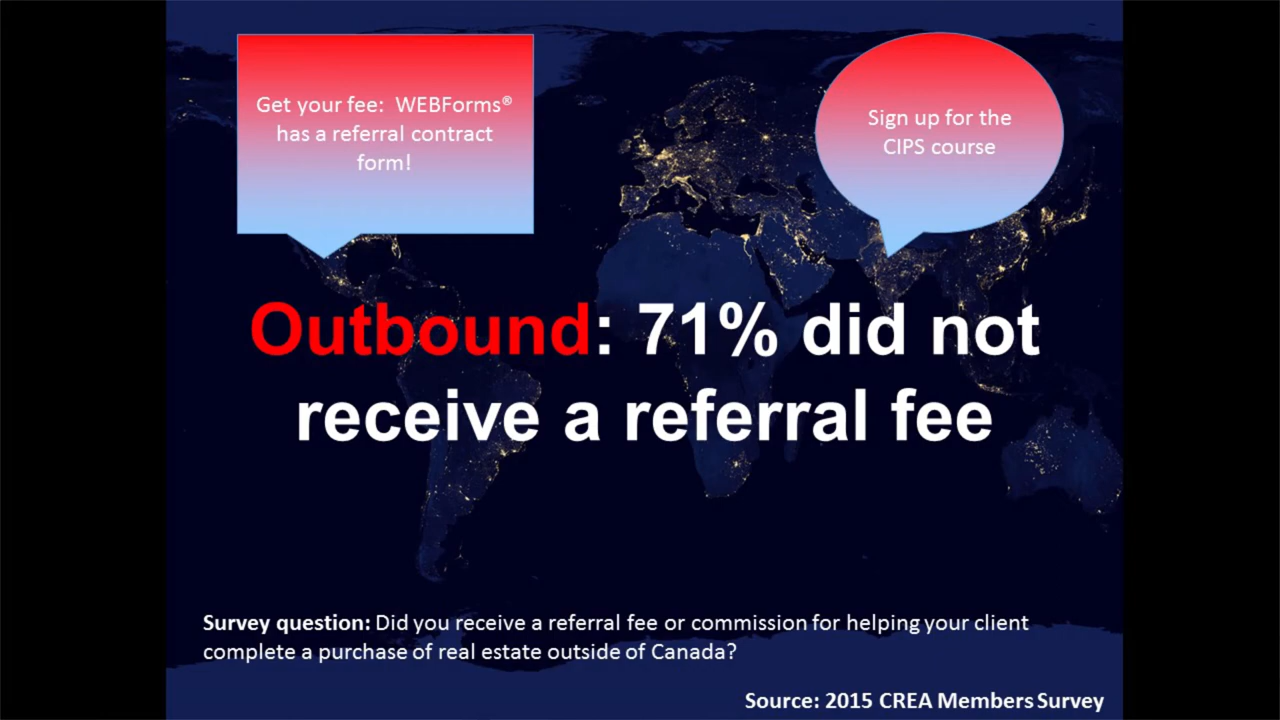 Get your fee: WEBForms®
has a referral contract
form!
Sign up for the
CIPS course
Outbound: 71% did not
receive a referral fee
Survey question: Did you receive a referral fee or commission for helping your client
complete a purchase of real estate outside of Canada?
Source: 2015 CREA Members Survey